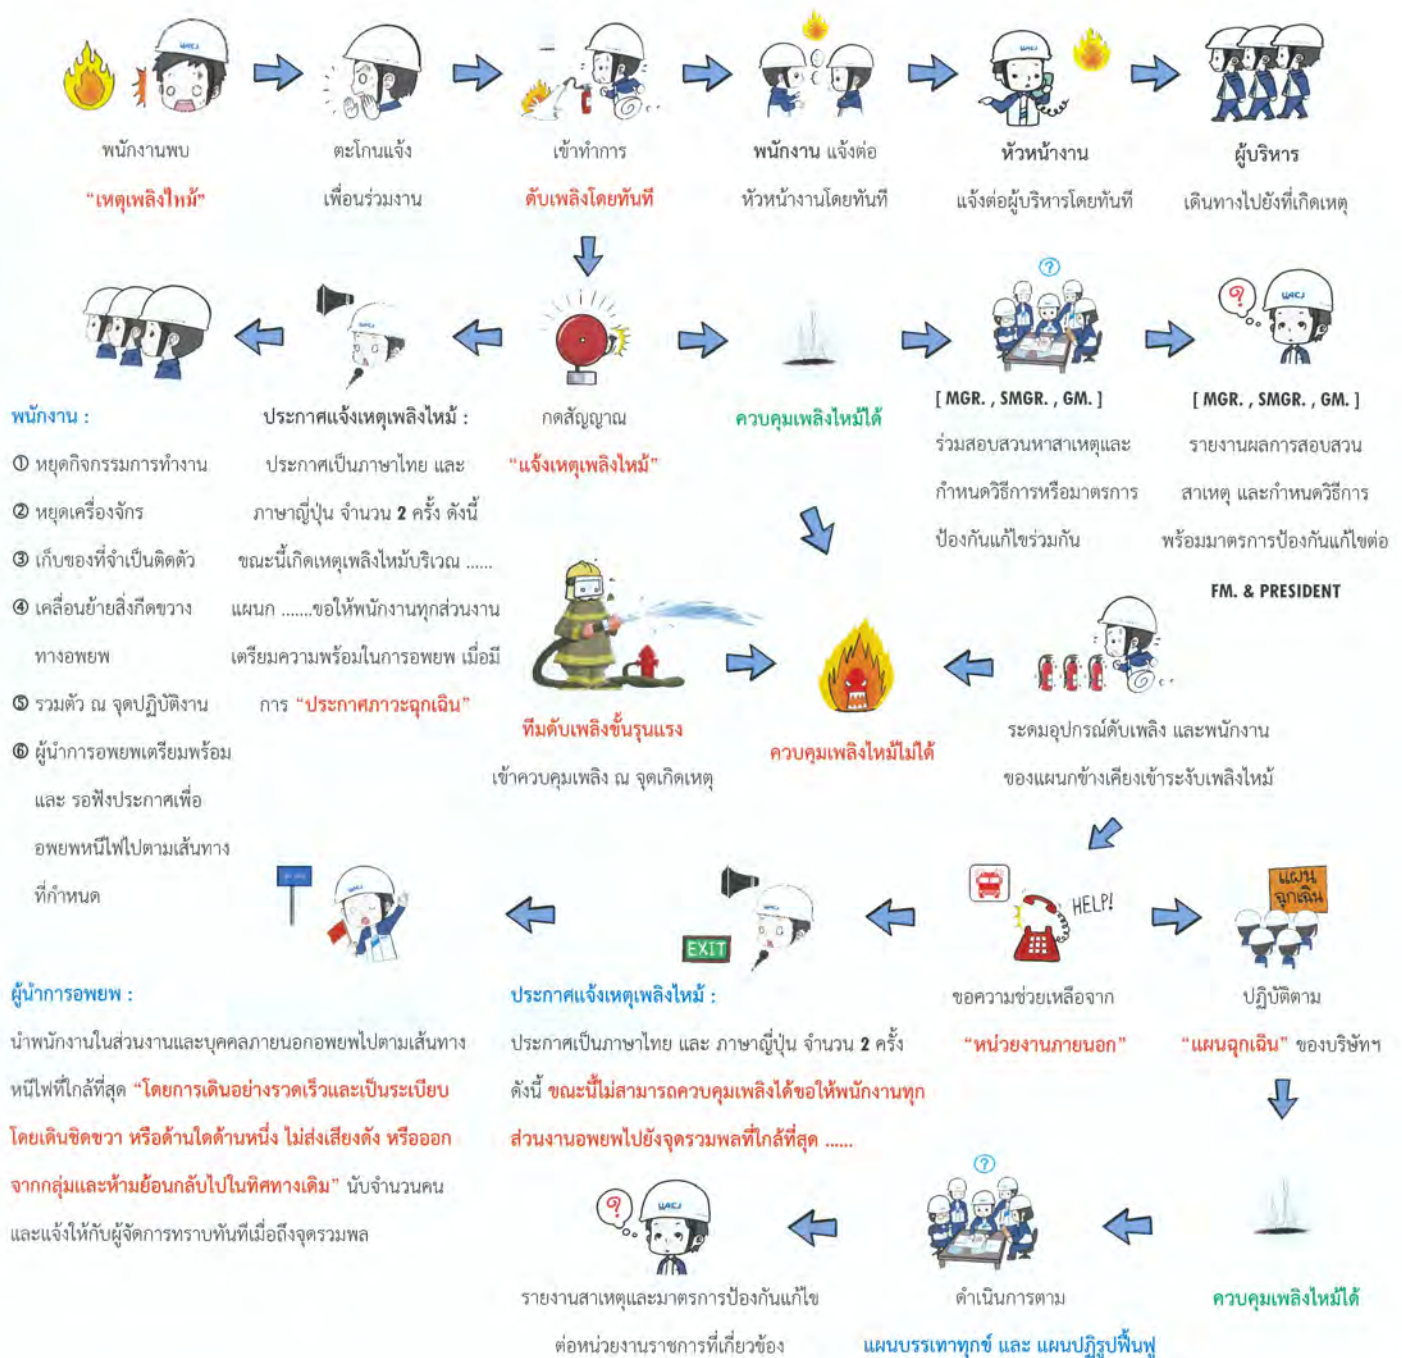 UACJ
พนักงานพบ
“เหตุเพลิงไหม้”
ตะโกนแจ้ง
เพื่อนร่วมงาน
เข้าทำการ
ดับเพลิงโดยทันที
พนักงาน แจ้งต่อ
หัวหน้างานโดยทันที
หัวหน้างาน
แจ้งต่อผู้บริหารโดยทันที
ผู้บริหาร
เดินทางไปยังที่เกิดเหตุ
พนักงาน :
① หยุดกิจกรรมการทำงาน
② หยุดเครื่องจักร
③ เก็บของที่จำเป็นติดตัว
④ เคลื่อนย้ายสิ่งกีดขวาง
ทางอพยพ
⑤ รวมตัว ณ จุดปฏิบัติงาน
⑥ ผู้นำการอพยพเตรียมพร้อม
และ รอฟังประกาศเพื่อ
อพยพหนีไฟไปตามเส้นทาง
ที่กำหนด
ประกาศแจ้งเหตุเพลิงไหม้ :
ประกาศเป็นภาษาไทย และ
ภาษาญี่ปุ่น จำนวน 2 ครั้ง ดังนี้
ขณะนี้เกิดเหตุเพลิงไหม้บริเวณ ......
แผนก .......ขอให้พนักงานทุกส่วนงาน
เตรียมความพร้อมในการอพยพ เมื่อมี
การ “ประกาศภาวะฉุกเฉิน”
กดสัญญาณ
“แจ้งเหตุเพลิงไหม้”
ควบคุมเพลิงไหม้ได้
?
[ MGR. , SMGR. , GM. ]
ร่วมสอบสวนหาสาเหตุและ
กำหนดวิธีการหรือมาตรการ
ป้องกันแก้ไขร่วมกัน
?
UACJ
[ MGR. , SMGR. , GM. ]
รายงานผลการสอบสวน
สาเหตุ และกำหนดวิธีการ
พร้อมมาตรการป้องกันแก้ไขต่อ
FM. & PRESIDENT
ทีมดับเพลิงขั้นรุนแรง
เข้าควบคุมเพลิง ณ จุดเกิดเหตุ
ควบคุมเพลิงไหม้ไม่ได้
ระดมอุปกรณ์ดับเพลิง และพนักงาน
ของแผนกข้างเคียงเข้าระงับเพลิงไหม้
ผู้นำการอพยพ :
นำพนักงานในส่วนงานและบุคคลภายนอกอพยพไปตามเส้นทาง
หนีไฟที่ใกล้ที่สุด “โดยการเดินอย่างรวดเร็วและเป็นระเบียบ
โดยเดินชิดขวา หรือด้านใดด้านหนึ่ง ไม่ส่งเสียงดัง หรือออก
จากกลุ่มและห้ามย้อนกลับไปในทิศทางเดิม” นับจำนวนคน
และแจ้งให้กับผู้จัดการทราบทันทีเมื่อถึงจุดรวมพล
EXIT
ประกาศแจ้งเหตุเพลิงไหม้ :
ประกาศเป็นภาษาไทย และ ภาษาญี่ปุ่น จำนวน 2 ครั้ง
ดังนี้ ขณะนี้ไม่สามารถควบคุมเพลิงได้ขอให้พนักงานทุก
ส่วนงานอพยพไปยังจุดรวมพลที่ใกล้ที่สุด ......
HELP!
ขอความช่วยเหลือจาก
“หน่วยงานภายนอก”
แผน
ฉุกเฉิน
ปฏิบัติตาม
“แผนฉุกเฉิน” ของบริษัทฯ
ควบคุมเพลิงไหม้ได้
?
ดำเนินการตาม
แผนบรรเทาทุกข์ และ แผนปฏิรูปฟื้นฟู
?
UACJ
รายงานสาเหตุและมาตรการป้องกันแก้ไข
ต่อหน่วยงานราชการที่เกี่ยวข้อง